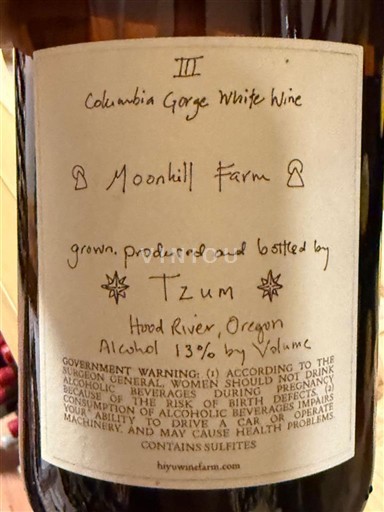 III
Columbia Gorge White Wine
Moonhill Farm
grown, produced and bottled by
VINTCO
Tzum
Hood River, Oregon
Alcohol 13% by Volume
GOVERNMENT WARNING: (1) ACCORDING TO THE
SURGEON GENERAL, WOMEN SHOULD NOT DRINK
ALCOHOLIC BEVERAGES DURING PREGNANCY
BECAUSE OF THE RISK OF BIRTH DEFECTS. (2)
CONSUMPTION OF ALCOHOLIC BEVERAGES IMPAIRS
YOUR ABILITY TO DRIVE A CAR OR OPERATE
MACHINERY, AND MAY CAUSE HEALTH PROBLEMS.
CONTAINS SULFITES
hiyuwinefarm.com